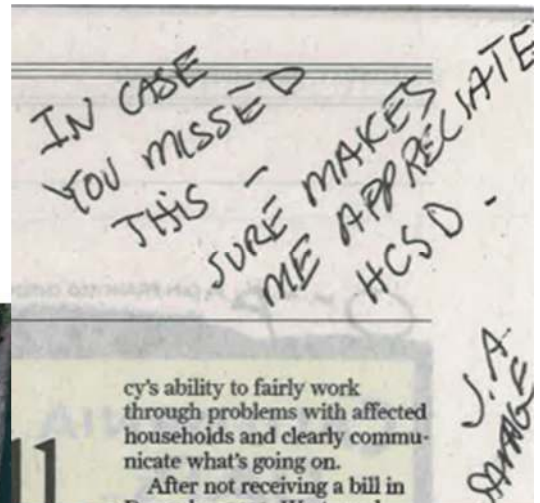 IN CASE
YOU MISSED
THIS –
SURE MAKES
ME APPRECIATE
HCSD.
J.A.
cy's ability to fairly work
through problems with affected
households and clearly commu-
nicate what's going on.
After not receiving a bill in